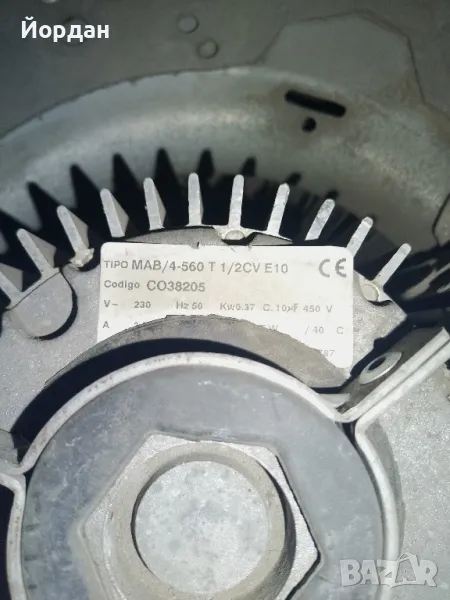 Йордан
TIPO MAB/4-560 T 1/2CV E10 CE
Codigo CO38205
V~ 230 Hz 50 Kw0.37 C. 10µF 450 V
A / 40 C
BAZAR